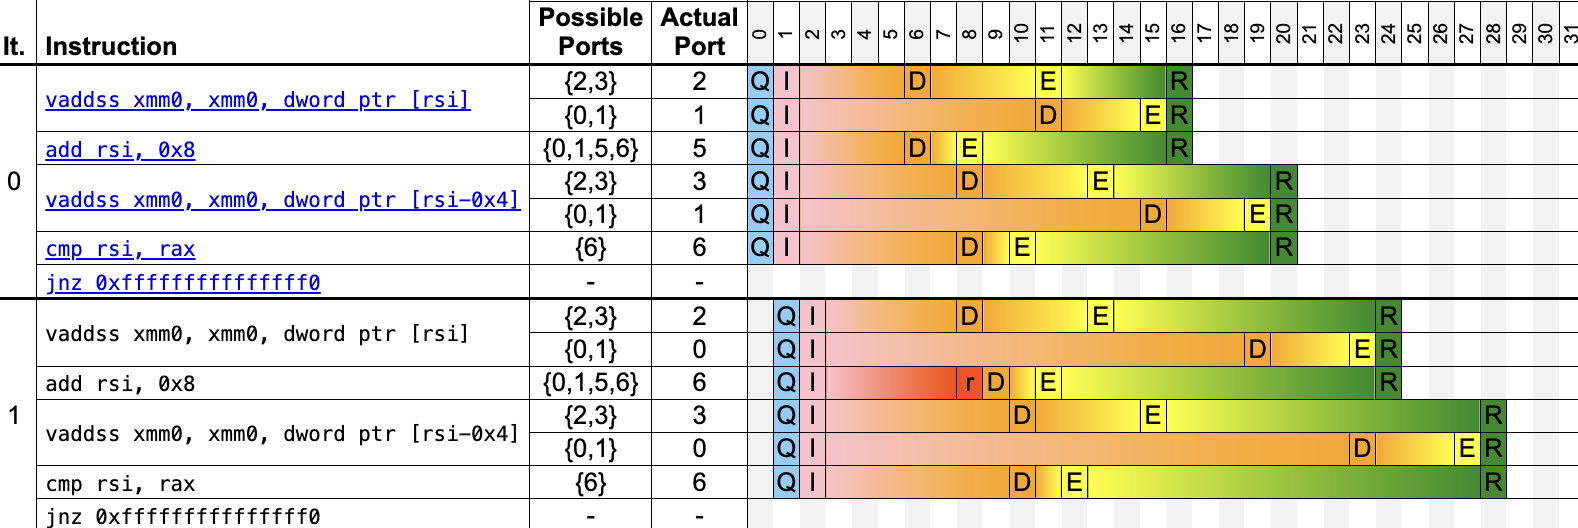 It. Instruction Possible Ports Actual Port 0 1 2 3 4 5 6 7 8 9 10 11 12 13 14 15 16 17 18 19 20 21 22 23 24 25 26 27 28 29 30 31
0
vaddss xmm0, xmm0, dword ptr [rsi] {2,3} 2 Q I D E R
{0,1} 1 Q I D E R
add rsi, 0x8 {0,1,5,6} 5 Q I D E R
vaddss xmm0, xmm0, dword ptr [rsi-0x4] {2,3} 3 Q I D E R
{0,1} 1 Q I D E R
cmp rsi, rax {6} 6 Q I D E R
jnz 0xfffffffffffffff0 - -
1
vaddss xmm0, xmm0, dword ptr [rsi] {2,3} 2 Q I D E R
{0,1} 0 Q I D E R
add rsi, 0x8 {0,1,5,6} 6 Q I r D E R
vaddss xmm0, xmm0, dword ptr [rsi-0x4] {2,3} 3 Q I D E R
{0,1} 0 Q I D E R
cmp rsi, rax {6} 6 Q I D E R
jnz 0xfffffffffffffff0 - -